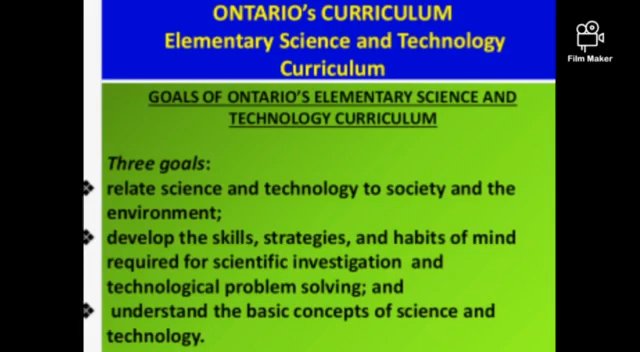 ONTARIO's CURRICULUM
Elementary Science and Technology
Curriculum
Film Maker
GOALS OF ONTARIO'S ELEMENTARY SCIENCE AND
TECHNOLOGY CURRICULUM
Three goals:
relate science and technology to society and the
environment;
develop the skills, strategies, and habits of mind
required for scientific investigation and
technological problem solving; and
understand the basic concepts of science and
technology.